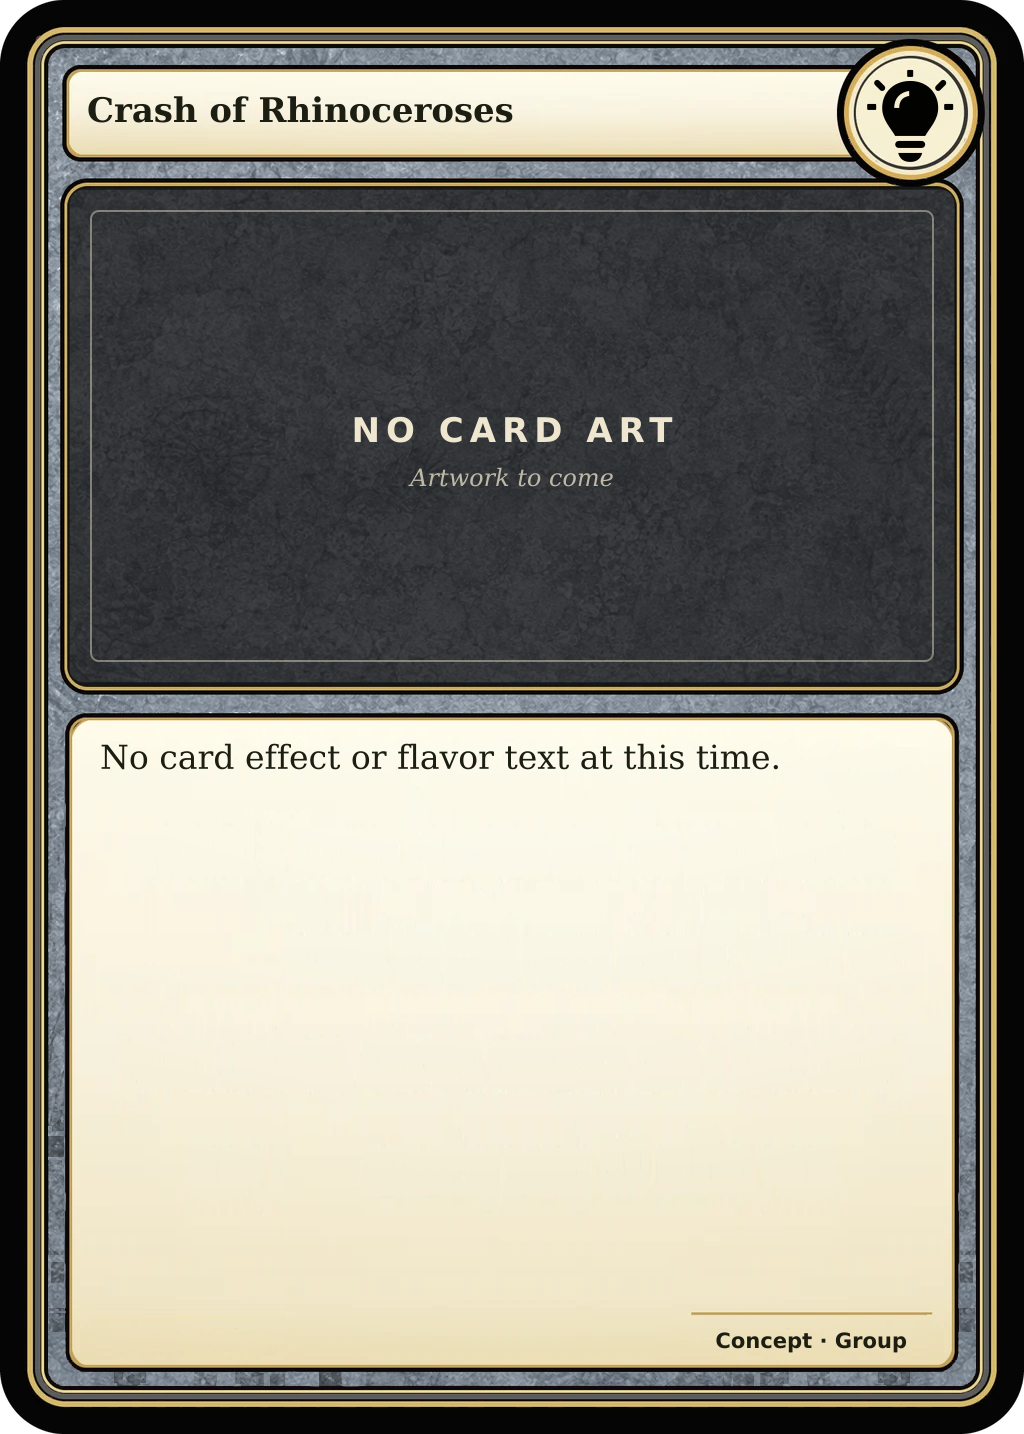 Crash of Rhinoceroses
NO CARD ART
Artwork to come
No card effect or flavor text at this time.
Concept · Group